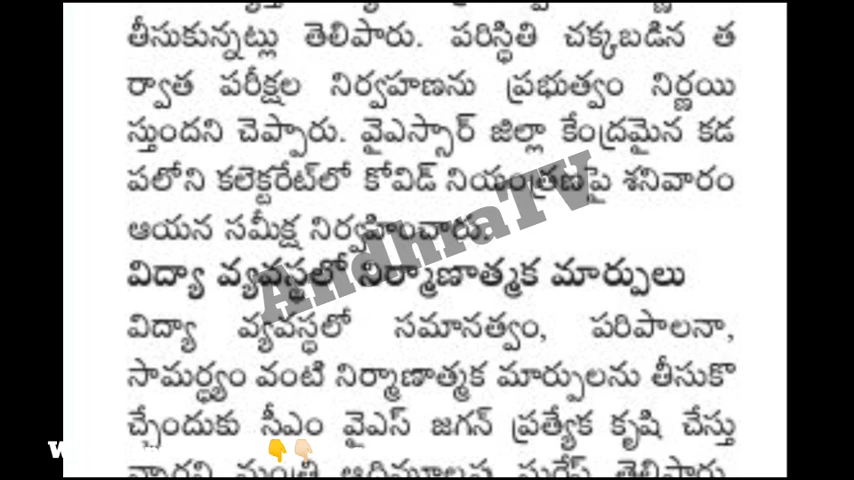 తీసుకున్నట్లు తెలిపారు. పరిస్థితి చక్కబడిన త
ర్వాత పరీక్షల నిర్వహణను ప్రభుత్వం నిర్ణయి
స్తుందని చెప్పారు. వైఎస్సార్ జిల్లా కేంద్రమైన కడ
పలోని కలెక్టరేట్‌లో కోవిడ్ నియంత్రణపై శనివారం
ఆయన సమీక్ష నిర్వహించారు.
AndhraTV
విద్యా వ్యవస్థలో నిర్మాణాత్మక మార్పులు
విద్యా వ్యవస్థలో సమానత్వం, పరిపాలనా,
సామర్థ్యం వంటి నిర్మాణాత్మక మార్పులను తీసుకొ
చ్చేందుకు సీఎం వైఎస్ జగన్ ప్రత్యేక కృషి చేస్తు